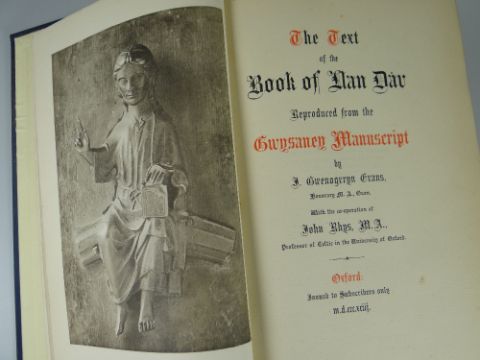 The Text
of the
Book of Llan Dâv
Reproduced from the
Gwysaney Manuscript
by
J. Gwenogvryn Evans,
Honorary M. A., Oxon.
With the co-operation of
John Rhys, M.A.,
Professor of Celtic in the University of Oxford.
Oxford:
Issued to Subscribers only
m.d.ccc.xciij.